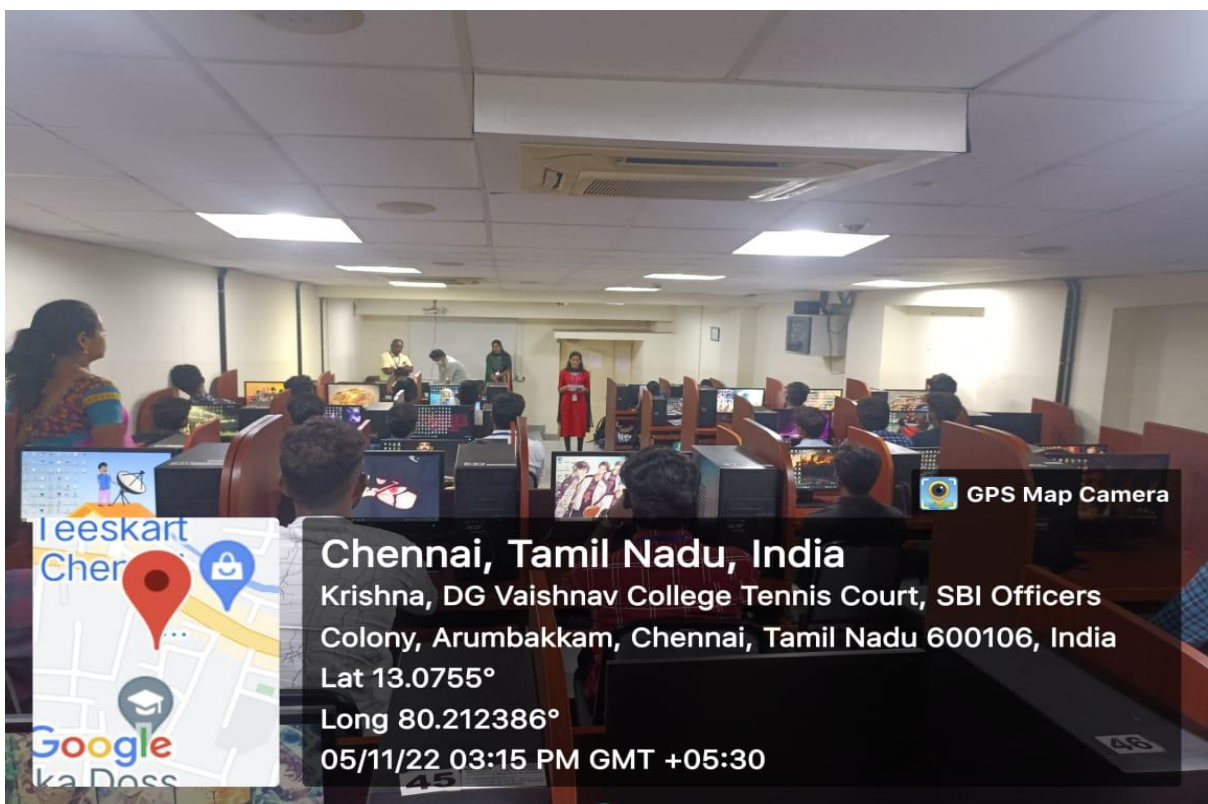 GPS Map Camera
Teeskart
Chennai, Tamil Nadu, India
Krishna, DG Vaishnav College Tennis Court, SBI Officers
Colony, Arumbakkam, Chennai, Tamil Nadu 600106, India
Lat 13.0755°
Long 80.212386°
05/11/22 03:15 PM GMT +05:30
Google
45
46